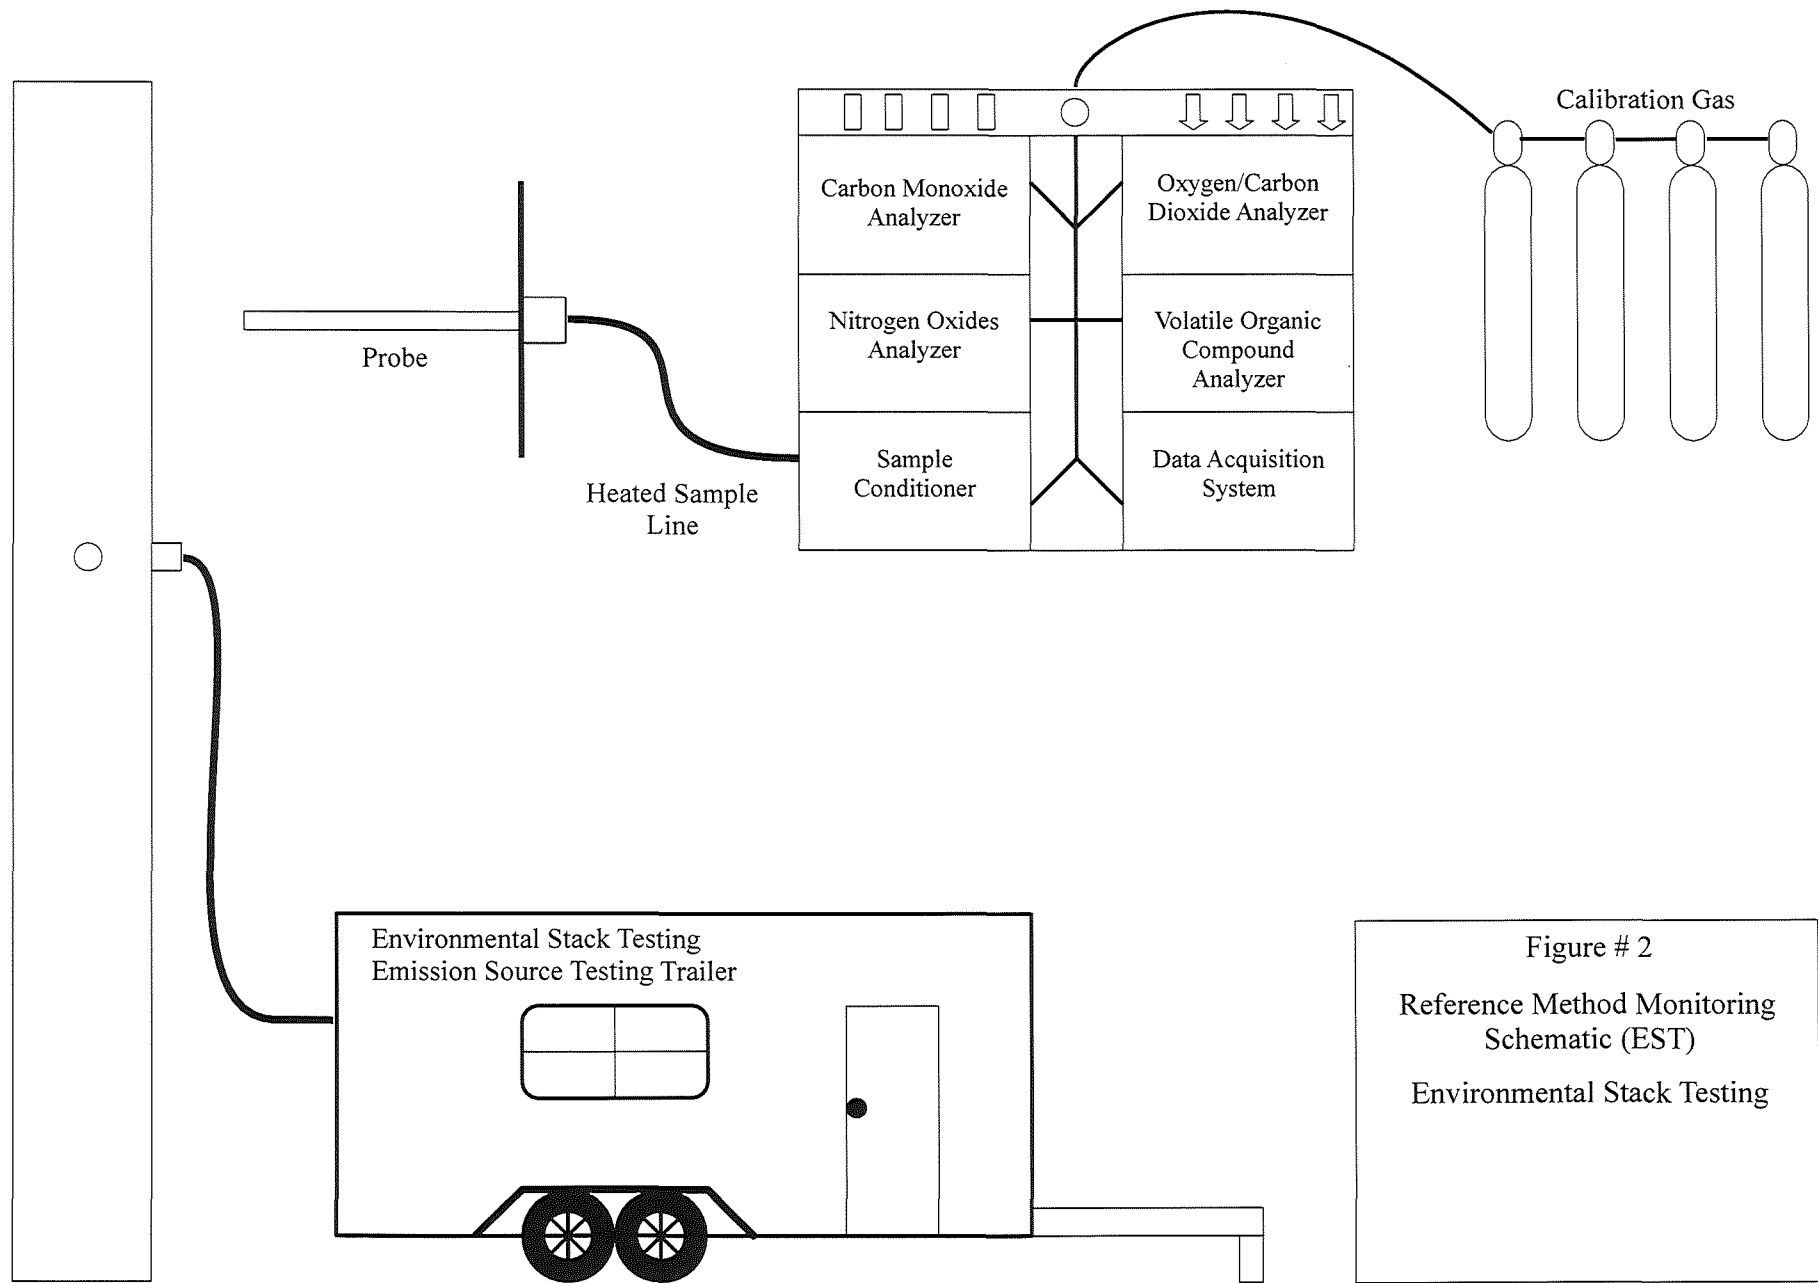 Calibration Gas
Carbon Monoxide
Analyzer
Oxygen/Carbon
Dioxide Analyzer
Nitrogen Oxides
Analyzer
Volatile Organic
Compound
Analyzer
Sample
Conditioner
Data Acquisition
System
Probe
Heated Sample
Line
Environmental Stack Testing
Emission Source Testing Trailer
Figure # 2
Reference Method Monitoring
Schematic (EST)
Environmental Stack Testing